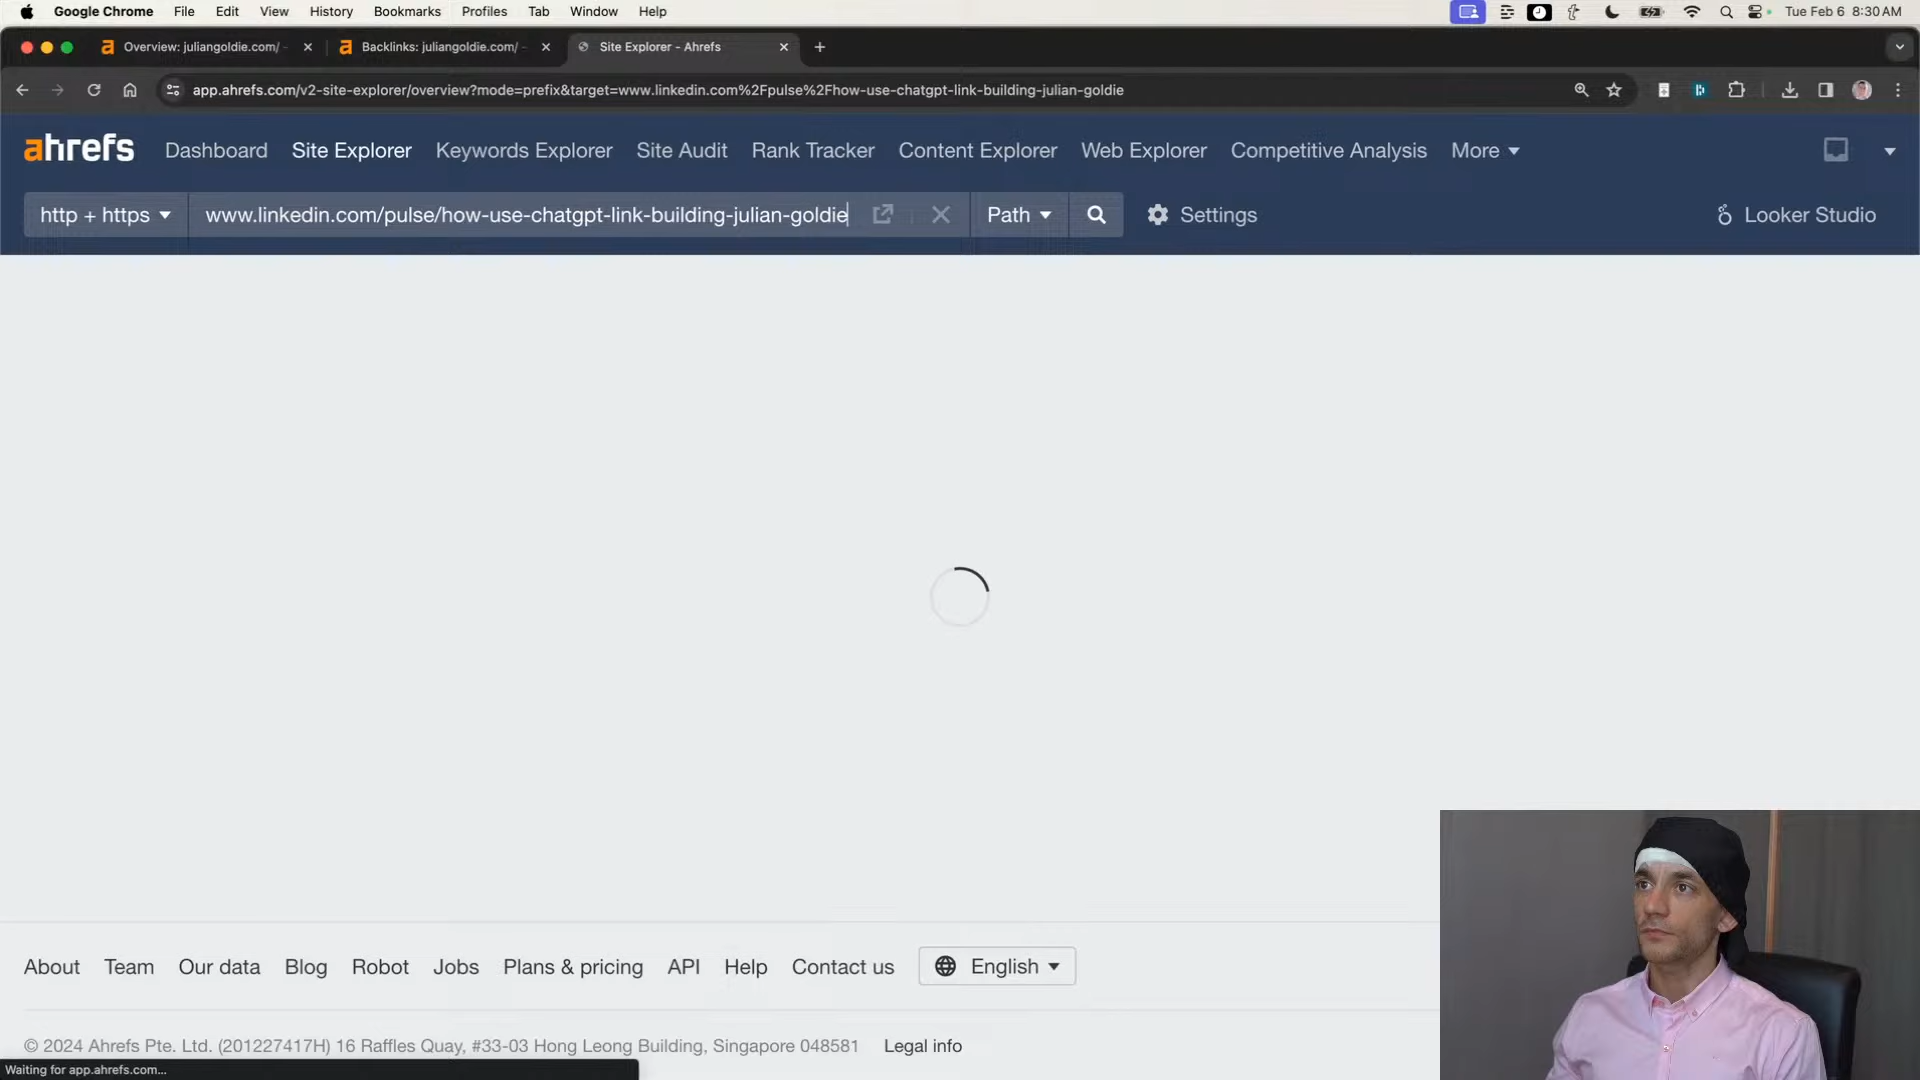 Google Chrome File Edit View History Bookmarks Profiles Tab Window Help Tue Feb 6 8:30 AM
Overview: juliangoldie.com/ - Backlinks: juliangoldie.com/ - Site Explorer - Ahrefs
app.ahrefs.com/v2-site-explorer/overview?mode=prefix&target=www.linkedin.com%2Fpulse%2Fhow-use-chatgpt-link-building-julian-goldie
ahrefs Dashboard Site Explorer Keywords Explorer Site Audit Rank Tracker Content Explorer Web Explorer Competitive Analysis More
http + https www.linkedin.com/pulse/how-use-chatgpt-link-building-julian-goldie Path Settings Looker Studio
About Team Our data Blog Robot Jobs Plans & pricing API Help Contact us English
© 2024 Ahrefs Pte. Ltd. (201227417H) 16 Raffles Quay, #33-03 Hong Leong Building, Singapore 048581 Legal info
Waiting for app.ahrefs.com...